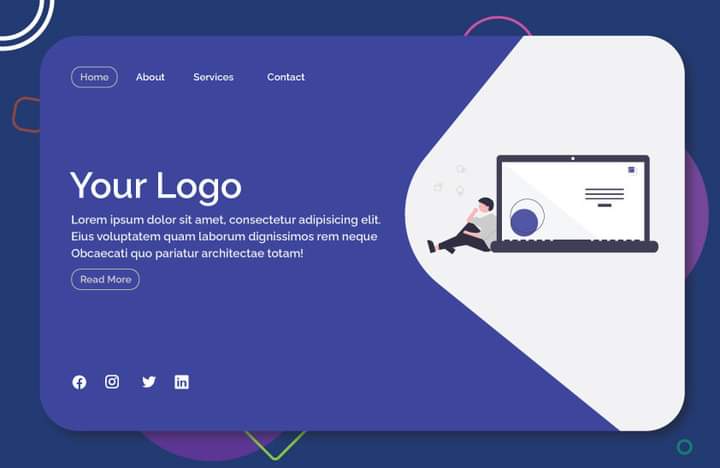 Home About Services Contact
Your Logo
Lorem ipsum dolor sit amet, consectetur adipisicing elit.
Eius voluptatem quam laborum dignissimos rem neque
Obcaecati quo pariatur architectae totam!
Read More